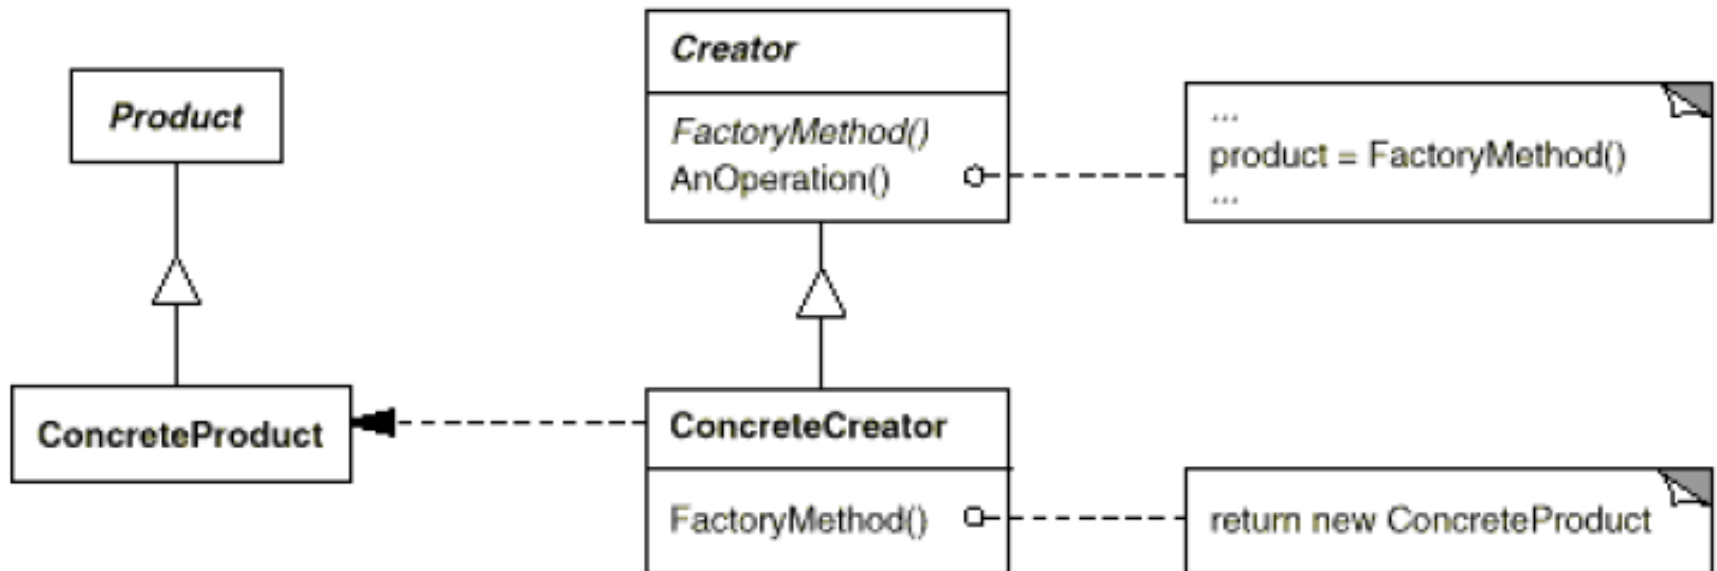 Product
ConcreteProduct
Creator
FactoryMethod()
AnOperation()
...
product = FactoryMethod()
...
ConcreteCreator
FactoryMethod()
return new ConcreteProduct